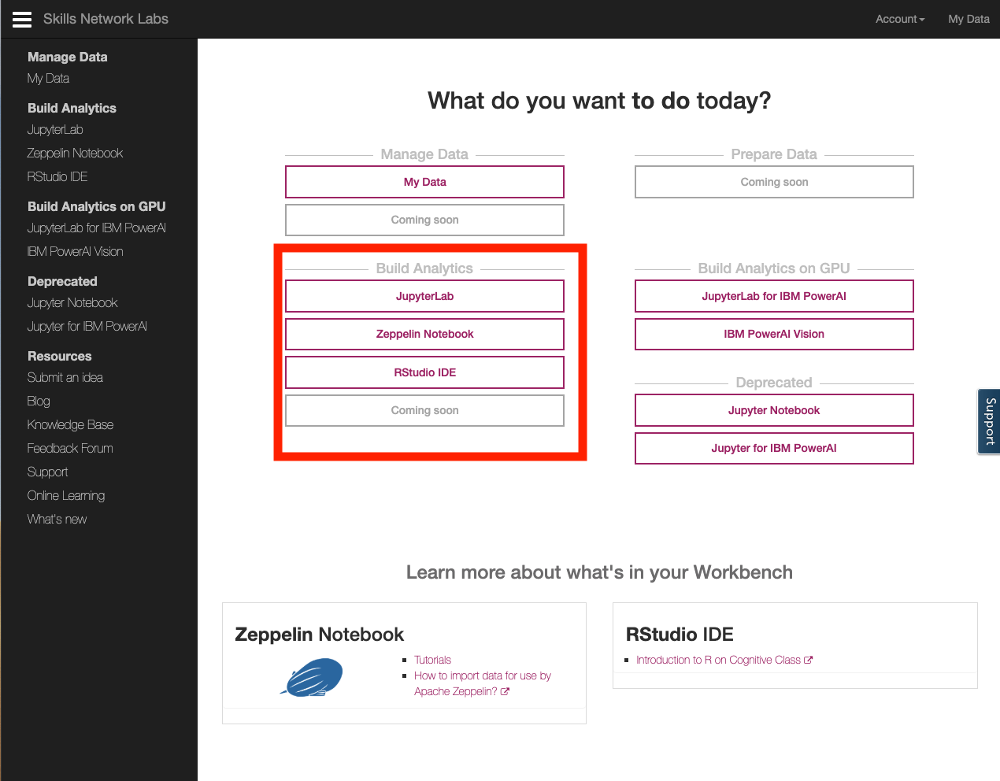 Skills Network Labs
Account
My Data
Manage Data
My Data
Build Analytics
JupyterLab
Zeppelin Notebook
RStudio IDE
Build Analytics on GPU
JupyterLab for IBM PowerAI
IBM PowerAI Vision
Deprecated
Jupyter Notebook
Jupyter for IBM PowerAI
Resources
Submit an idea
Blog
Knowledge Base
Feedback Forum
Support
Online Learning
What's new
What do you want to do today?
Manage Data
My Data
Coming soon
Prepare Data
Coming soon
Build Analytics
JupyterLab
Zeppelin Notebook
RStudio IDE
Coming soon
Build Analytics on GPU
JupyterLab for IBM PowerAI
IBM PowerAI Vision
Deprecated
Jupyter Notebook
Jupyter for IBM PowerAI
Support
Learn more about what's in your Workbench
Zeppelin Notebook
Tutorials
How to import data for use by
Apache Zeppelin?
RStudio IDE
Introduction to R on Cognitive Class